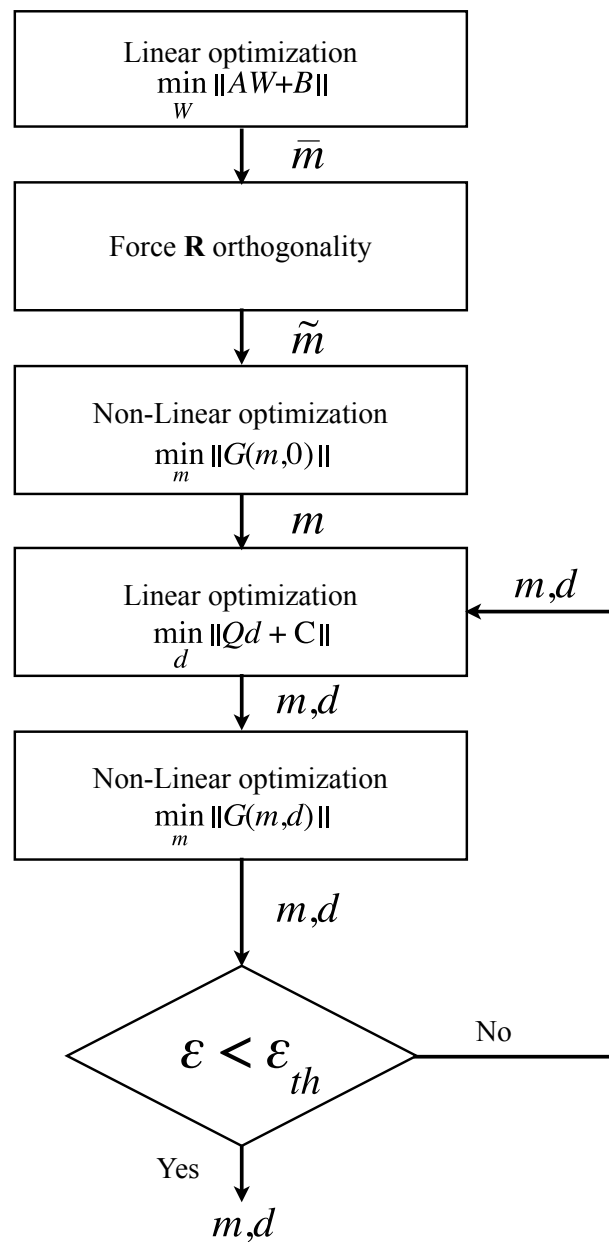 Linear optimization
min ||AW+B||
W
m̅
Force R orthogonality
m̃
Non-Linear optimization
min ||G(m,0)||
m
m
Linear optimization
min ||Qd + C||
d
m,d
m,d
Non-Linear optimization
min ||G(m,d)||
m
m,d
ε < ε_th
No
Yes
m,d